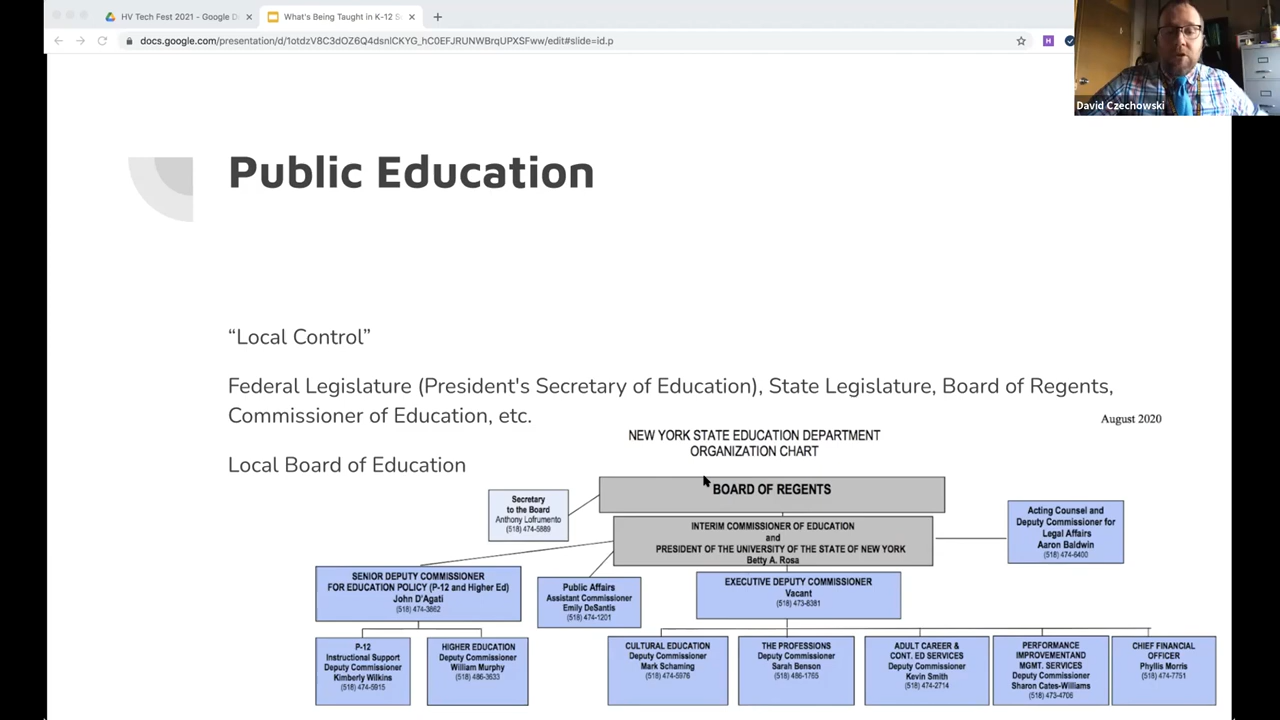 HV Tech Fest 2021 - Google D
What's Being Taught in K-12 S
docs.google.com/presentation/d/1otdzV8C3dOZ6Q4dsnlCKYG_hC0EFJRUNWBrqUPXSFww/edit#slide=id.p
H
David Czechowski
Public Education
“Local Control”
Federal Legislature (President's Secretary of Education), State Legislature, Board of Regents,
Commissioner of Education, etc.
August 2020
Local Board of Education
NEW YORK STATE EDUCATION DEPARTMENT
ORGANIZATION CHART
BOARD OF REGENTS
Secretary
to the Board
Anthony Lofrumento
(518) 474-5889
INTERIM COMMISSIONER OF EDUCATION
and
PRESIDENT OF THE UNIVERSITY OF THE STATE OF NEW YORK
Betty A. Rosa
Acting Counsel and
Deputy Commissioner for
Legal Affairs
Aaron Baldwin
(518) 474-6400
SENIOR DEPUTY COMMISSIONER
FOR EDUCATION POLICY (P-12 and Higher Ed)
John D'Agati
(518) 474-3862
Public Affairs
Assistant Commissioner
Emily DeSantis
(518) 474-1201
EXECUTIVE DEPUTY COMMISSIONER
Vacant
(518) 473-8381
P-12
Instructional Support
Deputy Commissioner
Kimberly Wilkins
(518) 474-5915
HIGHER EDUCATION
Deputy Commissioner
William Murphy
(518) 486-3633
CULTURAL EDUCATION
Deputy Commissioner
Mark Schaming
(518) 474-5976
THE PROFESSIONS
Deputy Commissioner
Sarah Benson
(518) 486-1765
ADULT CAREER &
CONT. ED SERVICES
Deputy Commissioner
Kevin Smith
(518) 474-2714
PERFORMANCE
IMPROVEMENTAND
MGMT. SERVICES
Deputy Commissioner
Sharon Cates-Williams
(518) 473-4706
CHIEF FINANCIAL
OFFICER
Phyllis Morris
(518) 474-7751